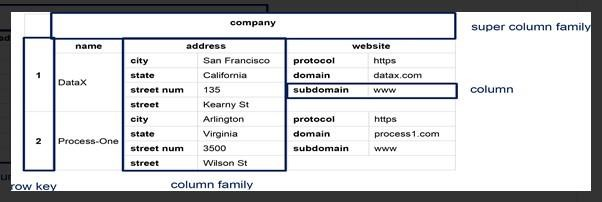 company
super column family
name address website
1 DataX city San Francisco protocol https
state California domain datax.com
street num 135 subdomain www column
street Kearny St
2 Process-One city Arlington protocol https
state Virginia domain process1.com
street num 3500 subdomain www
street Wilson St
row key column family